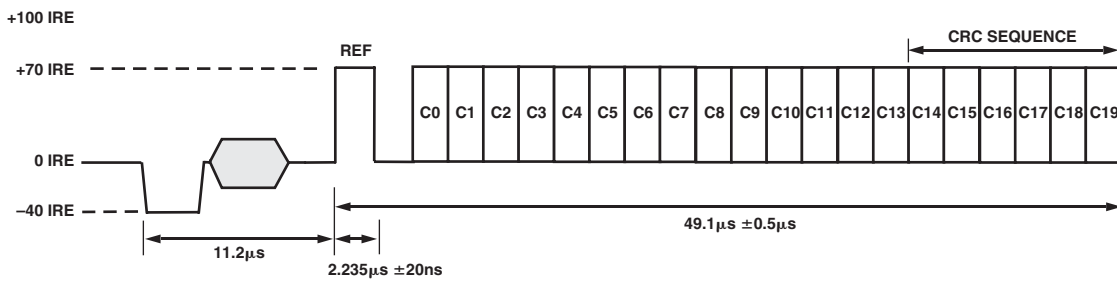 +100 IRE
REF
CRC SEQUENCE
+70 IRE
C0 C1 C2 C3 C4 C5 C6 C7 C8 C9 C10 C11 C12 C13 C14 C15 C16 C17 C18 C19
0 IRE
–40 IRE
49.1μs ±0.5μs
11.2μs
2.235μs ±20ns